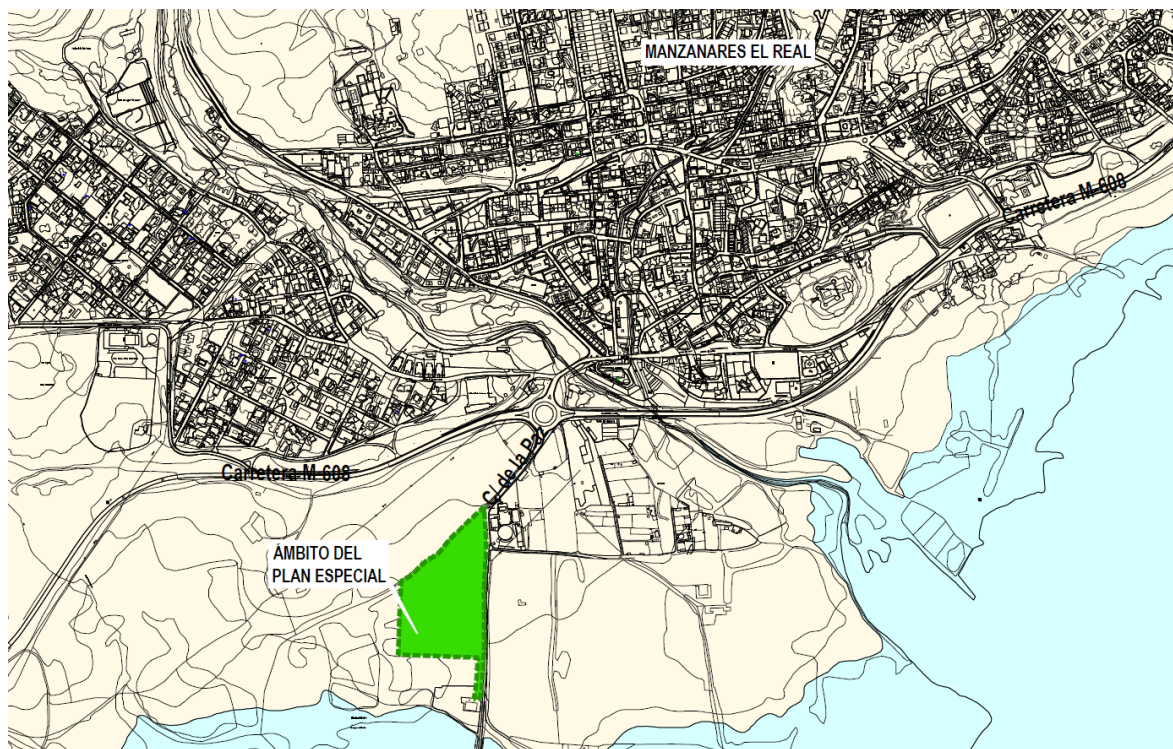 MANZANARES EL REAL
Carretera M-608
Carretera M-608
C/ de la Paz
ÁMBITO DEL
PLAN ESPECIAL